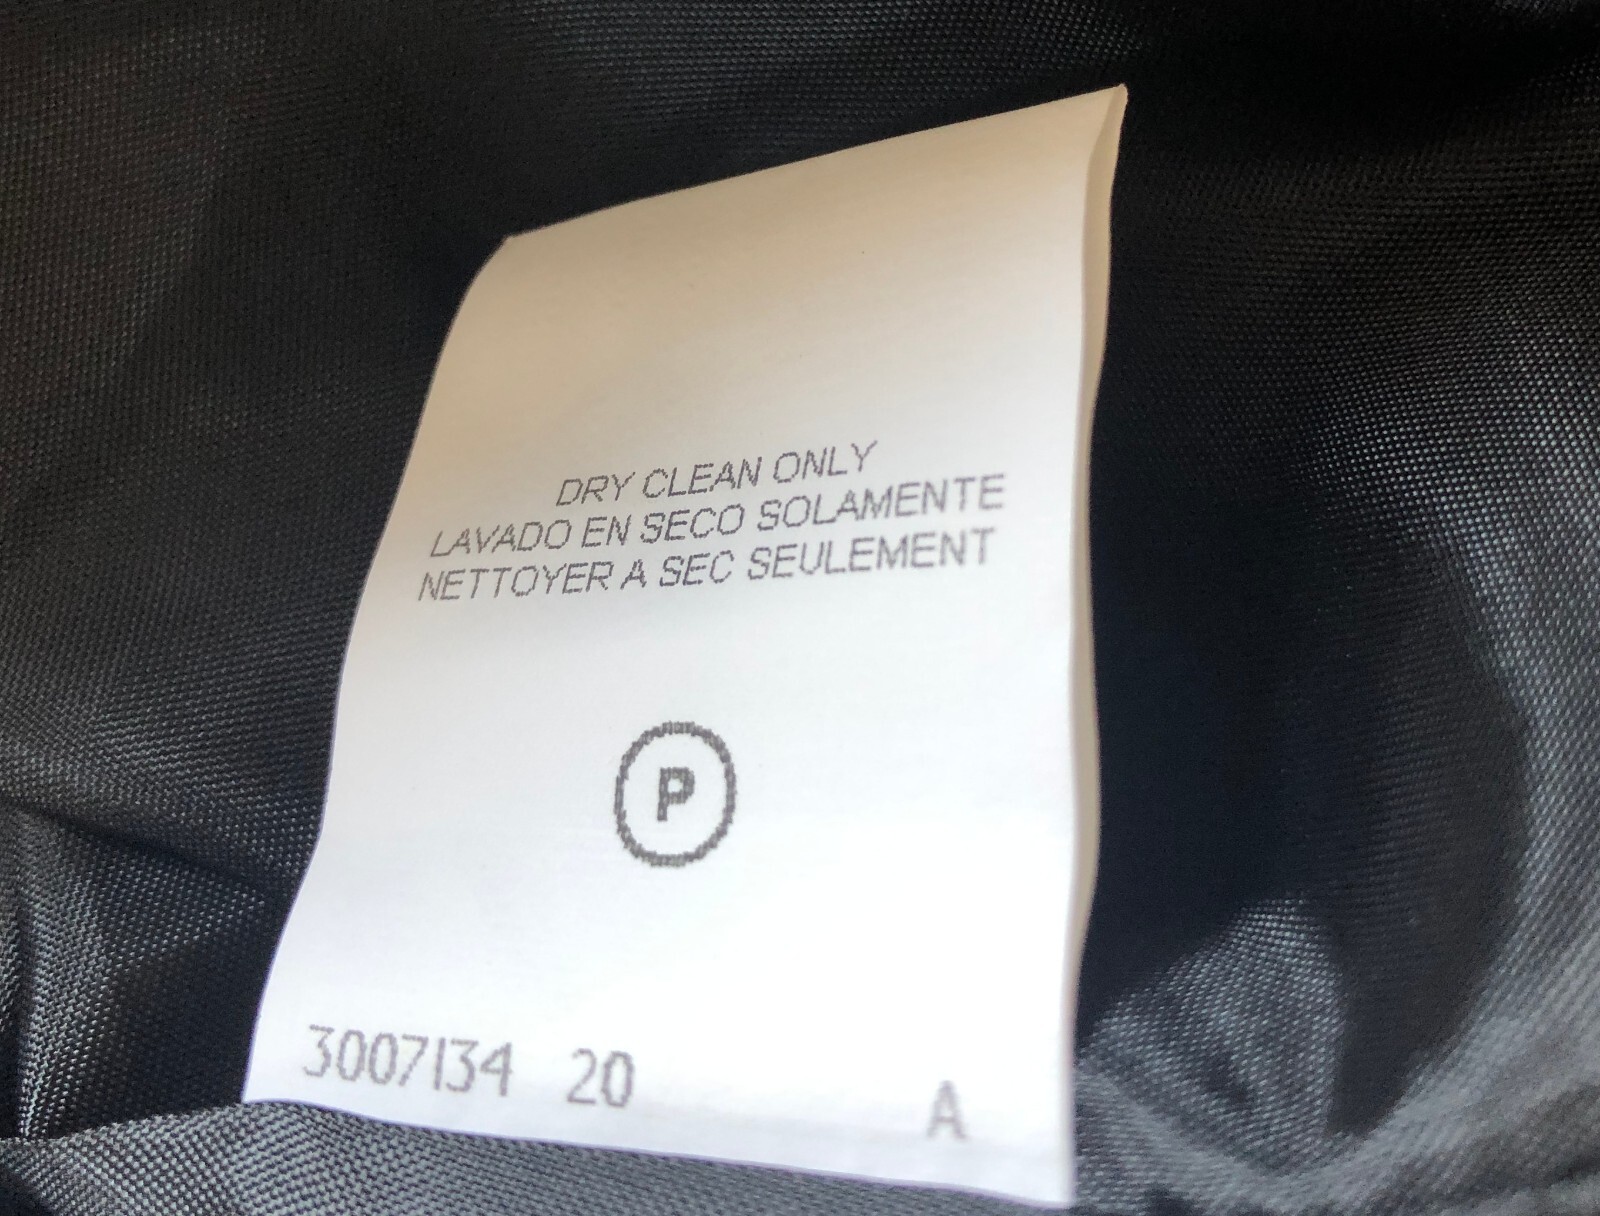 DRY CLEAN ONLY
LAVADO EN SECO SOLAMENTE
NETTOYER A SEC SEULEMENT
P
3007134 20 A